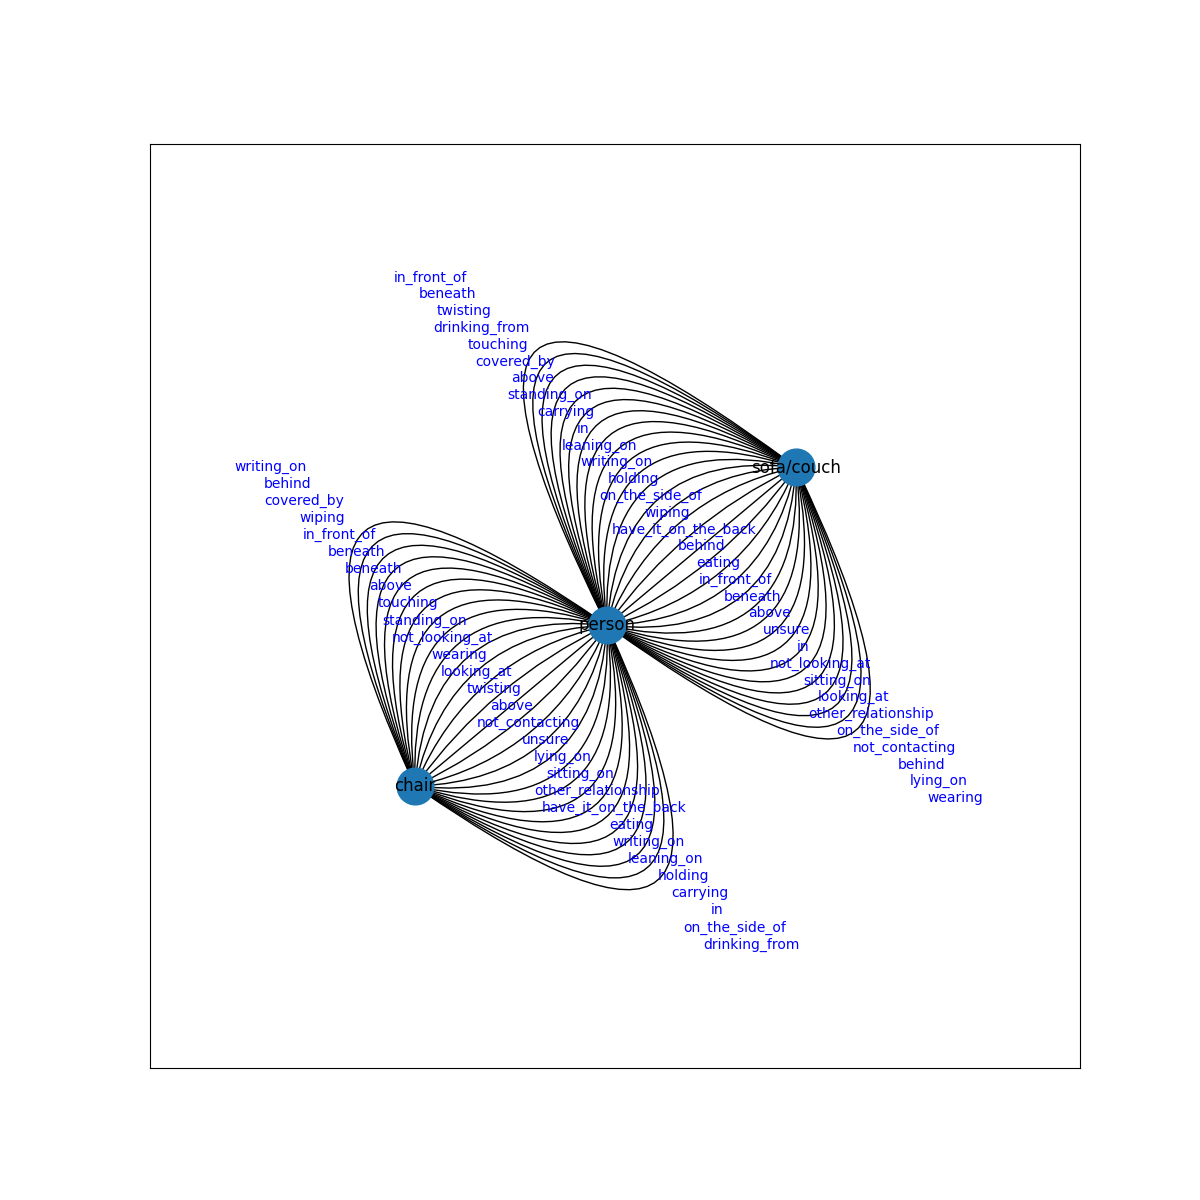 in_front_of
beneath
twisting
drinking_from
touching
covered_by
above
standing_on
carrying
in
leaning_on
writing_on
holding
on_the_side_of
wiping
have_it_on_the_back
behind
eating
in_front_of
beneath
above
unsure
in
not_looking_at
sitting_on
looking_at
other_relationship
on_the_side_of
not_contacting
behind
lying_on
wearing
sofa/couch
person
writing_on
behind
covered_by
wiping
in_front_of
beneath
beneath
above
touching
standing_on
not_looking_at
wearing
looking_at
twisting
above
not_contacting
unsure
lying_on
sitting_on
other_relationship
have_it_on_the_back
eating
writing_on
leaning_on
holding
carrying
in
on_the_side_of
drinking_from
chair